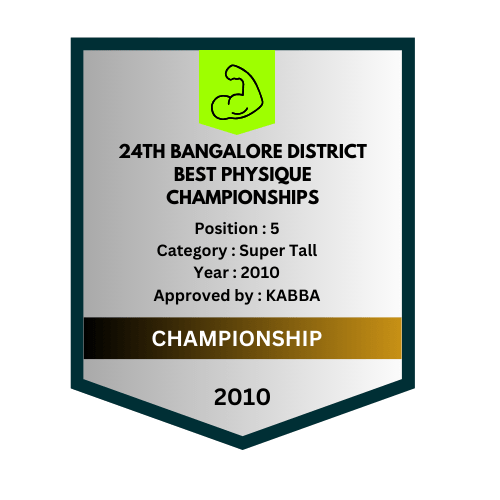 24TH BANGALORE DISTRICT
BEST PHYSIQUE
CHAMPIONSHIPS
Position : 5
Category : Super Tall
Year : 2010
Approved by : KABBA
CHAMPIONSHIP
2010